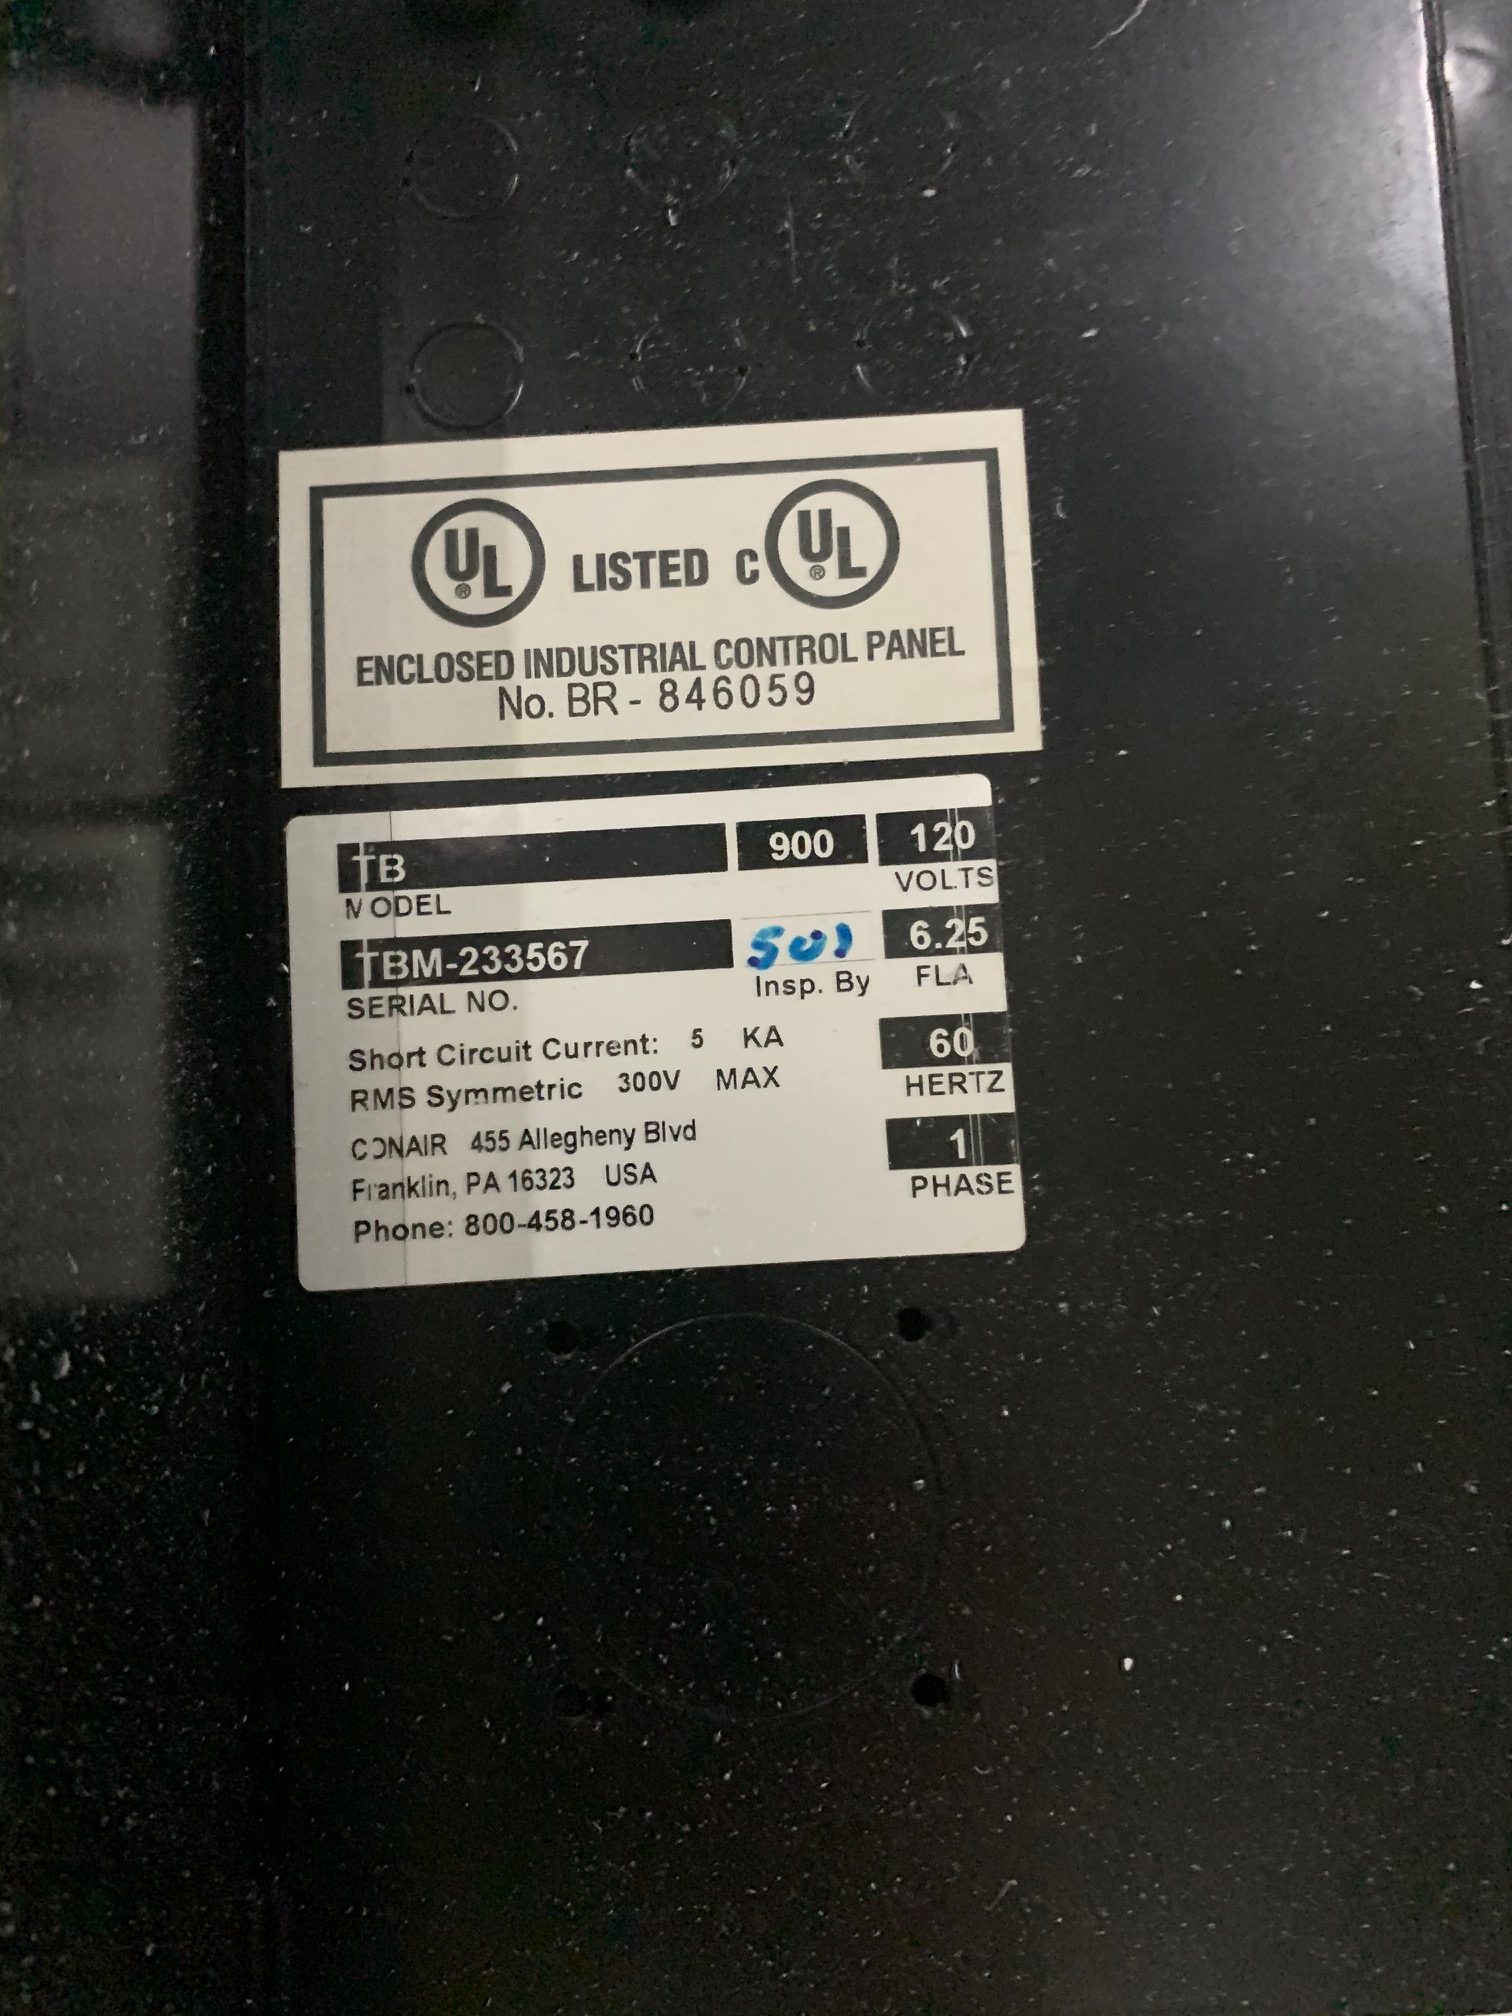 UL® LISTED C UL®
ENCLOSED INDUSTRIAL CONTROL PANEL
No. BR - 846059
TB 900 120
MODEL VOLTS
TBM-233567 501 6.25
SERIAL NO. Insp. By FLA
Short Circuit Current: 5 KA 60
RMS Symmetric 300V MAX HERTZ
CONAIR 455 Allegheny Blvd 1
Franklin, PA 16323 USA PHASE
Phone: 800-458-1960